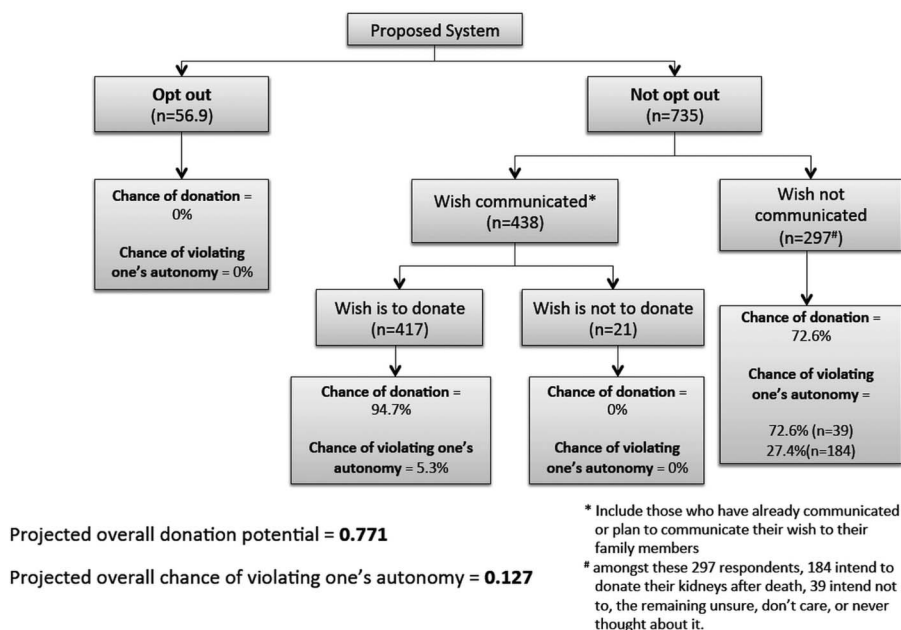 Proposed System
Opt out
(n=56.9)
Not opt out
(n=735)
Chance of donation =
0%
Chance of violating
one's autonomy = 0%
Wish communicated*
(n=438)
Wish not
communicated
(n=297#)
Wish is to donate
(n=417)
Wish is not to donate
(n=21)
Chance of donation =
94.7%
Chance of violating one's
autonomy = 5.3%
Chance of donation =
0%
Chance of violating
one's autonomy = 0%
Chance of donation =
72.6%
Chance of violating
one's autonomy =
72.6% (n=39)
27.4%(n=184)
Projected overall donation potential = 0.771
Projected overall chance of violating one's autonomy = 0.127
* Include those who have already communicated
or plan to communicate their wish to their
family members
# amongst these 297 respondents, 184 intend to
donate their kidneys after death, 39 intend not
to, the remaining unsure, don't care, or never
thought about it.